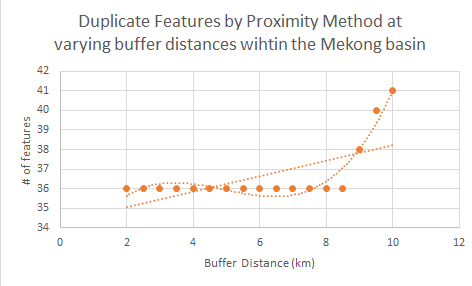 Duplicate Features by Proximity Method at
varying buffer distances wihtin the Mekong basin
42
41
40
39
38
37
36
35
34
# of features
0 2 4 6 8 10 12
Buffer Distance (km)